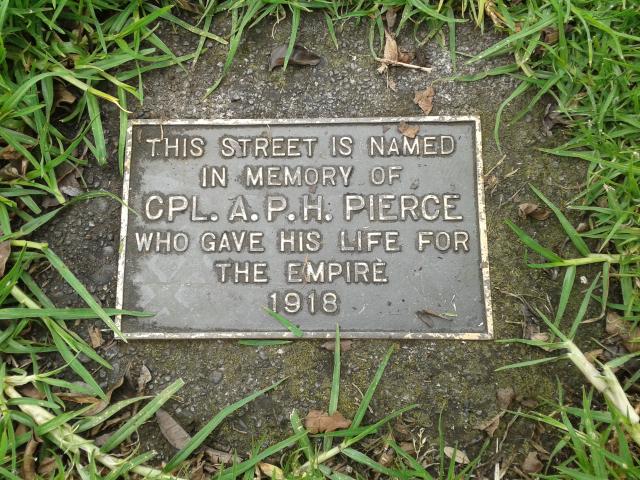 THIS STREET IS NAMED
IN MEMORY OF
CPL. A.P.H. PIERCE
WHO GAVE HIS LIFE FOR
THE EMPIRE
1918